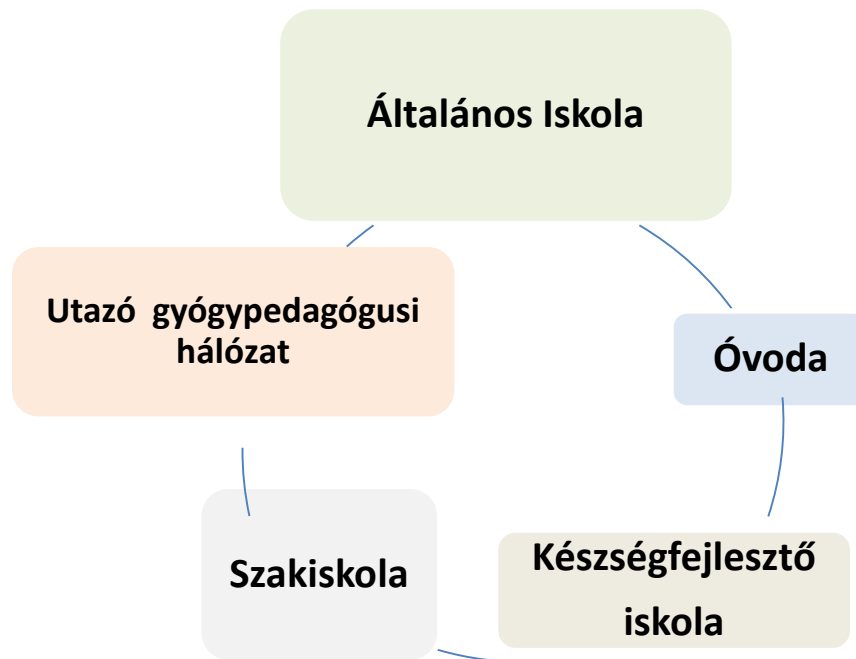 Általános Iskola
Utazó gyógypedagógusi
hálózat
Óvoda
Szakiskola
Készségfejlesztő
iskola